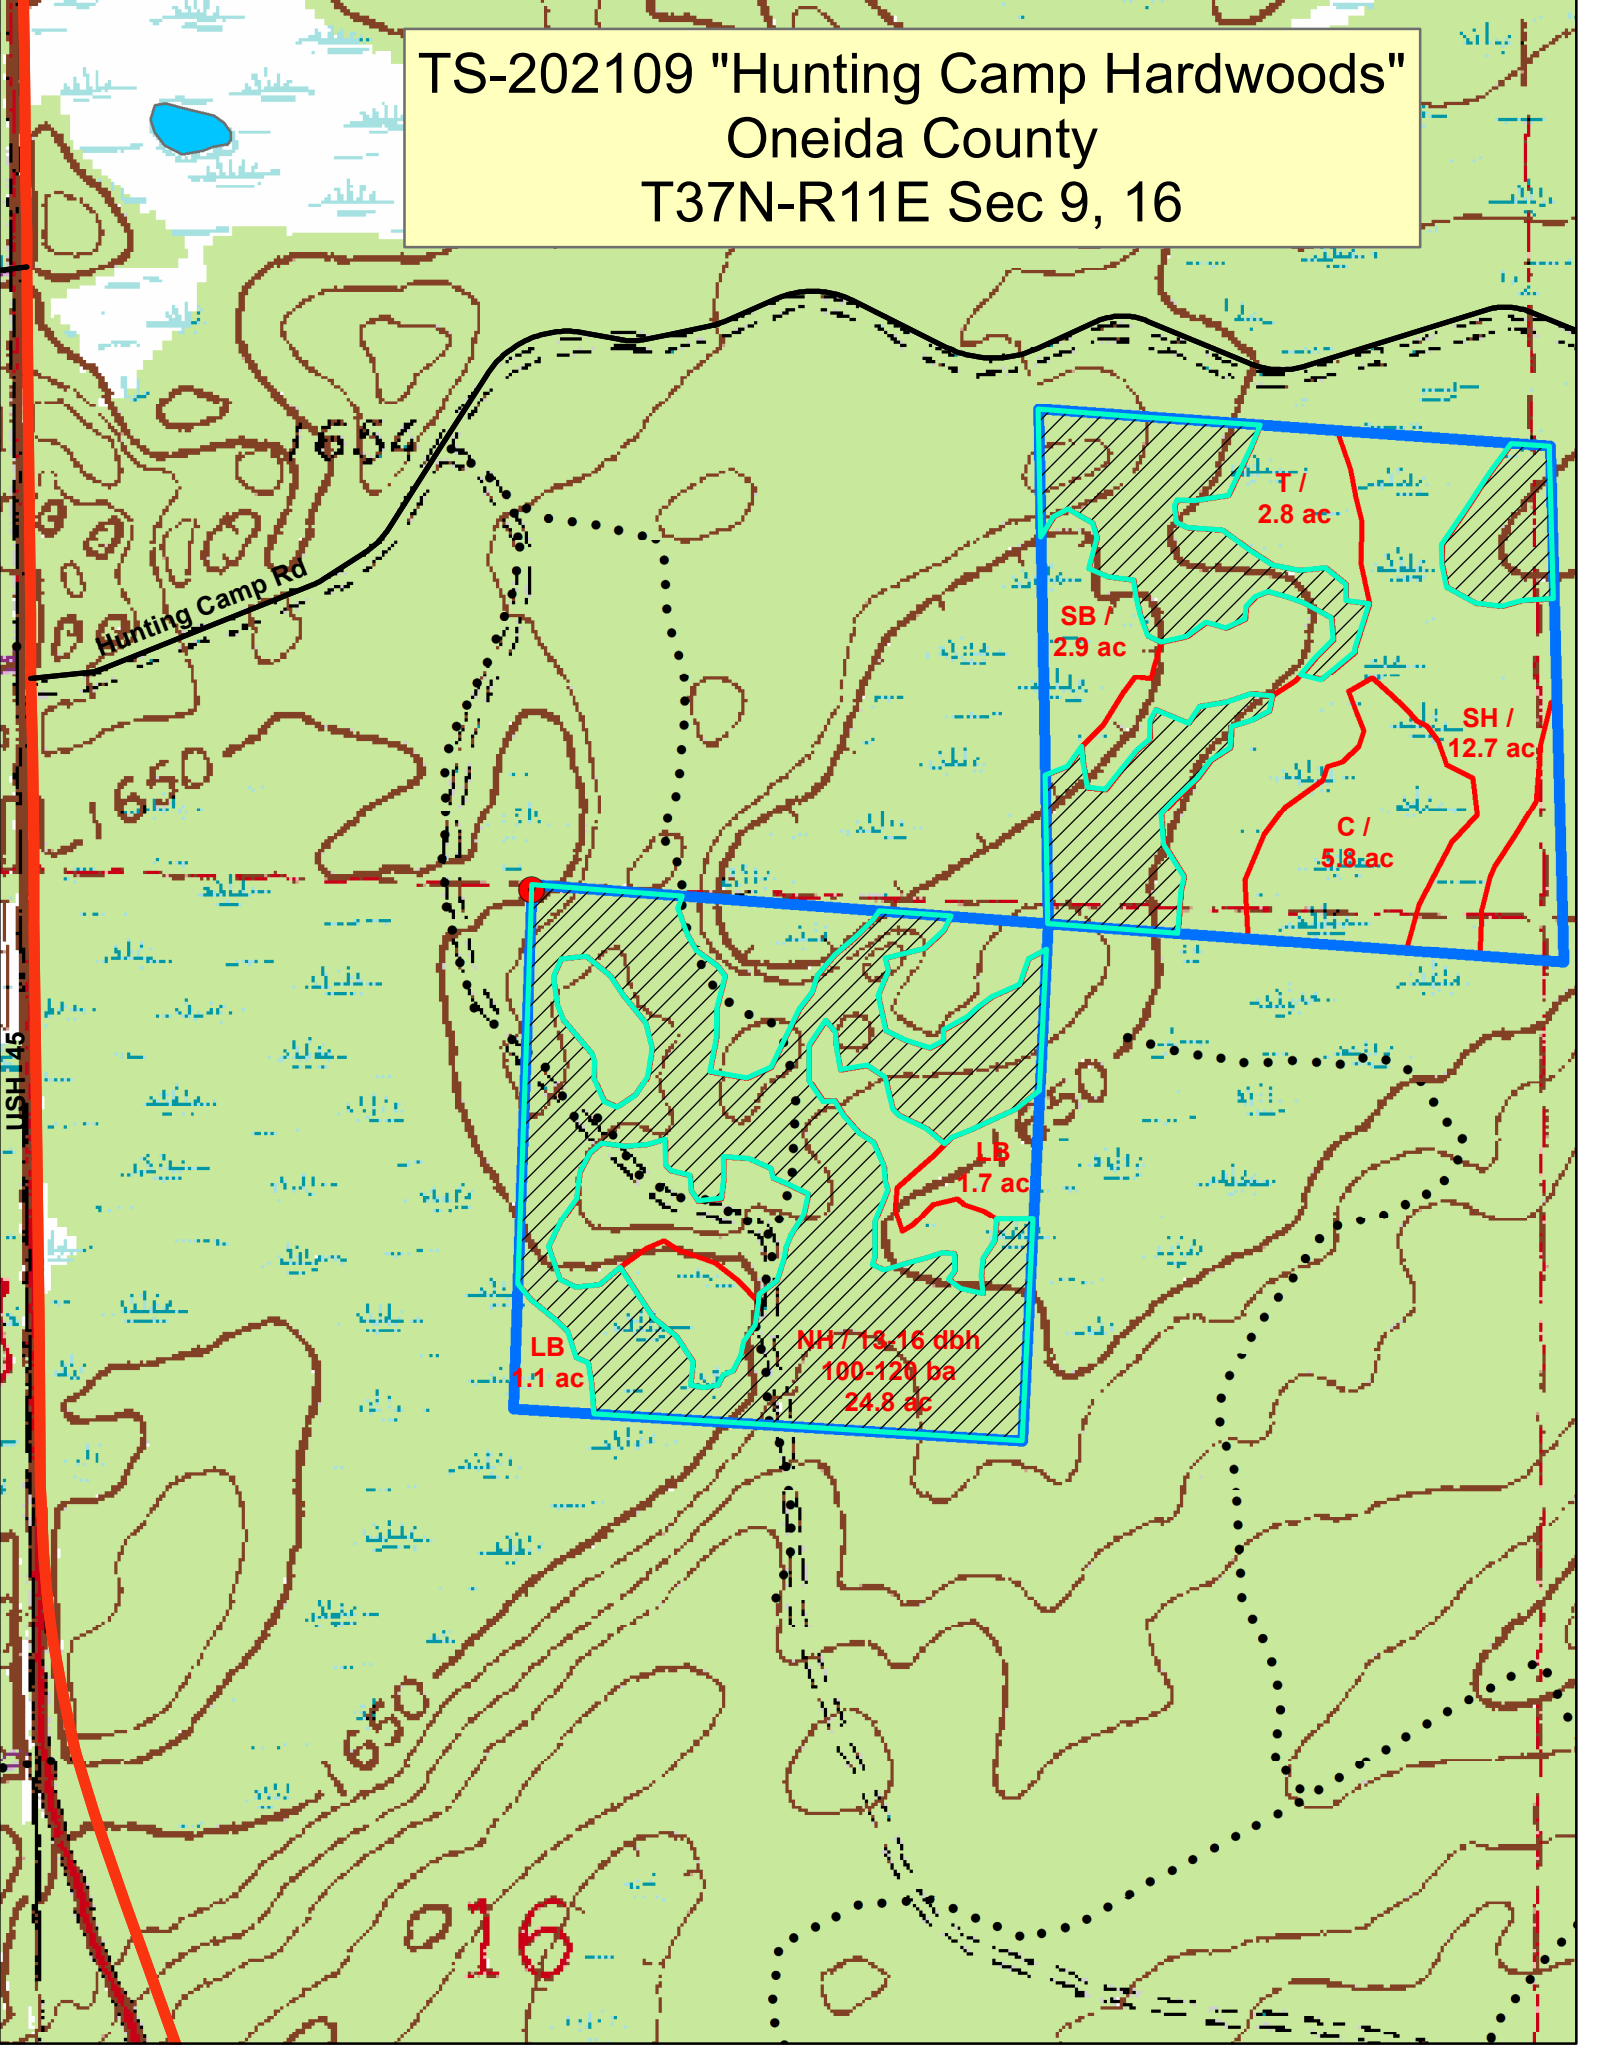 TS-202109 "Hunting Camp Hardwoods"
Oneida County
T37N-R11E Sec 9, 16
1654
T /
2.8 ac
Hunting Camp Rd
SB /
2.9 ac
SH /
12.7 ac
1650
C /
5.8 ac
USH 45
650
LB
1.7 ac
LB
1.1 ac
NH / 13-16 dbh
100-120 ba
24.8 ac
1650
16